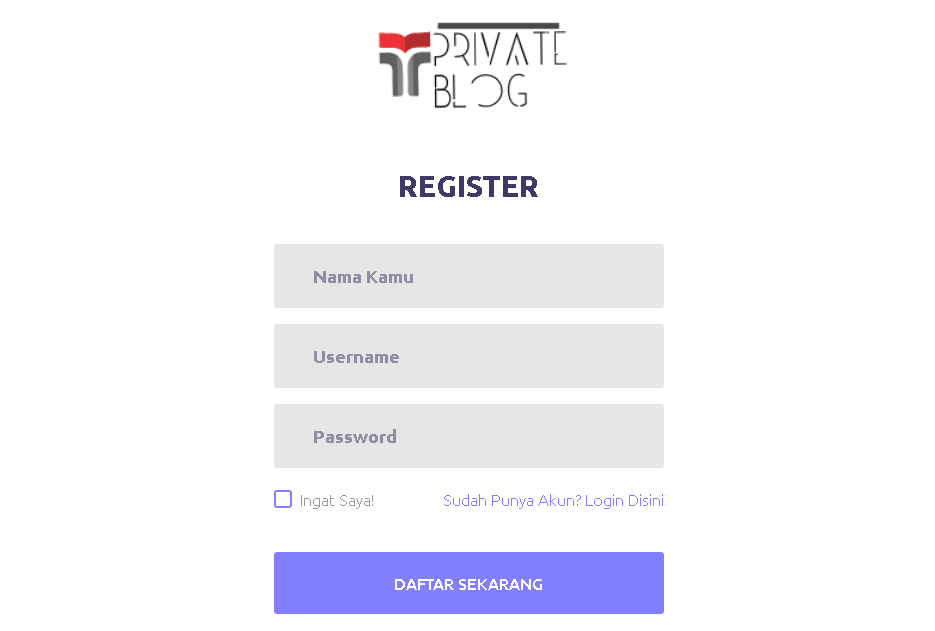 PRIVATE
BLOG
REGISTER
Nama Kamu
Username
Password
Ingat Saya!
Sudah Punya Akun? Login Disini
DAFTAR SEKARANG